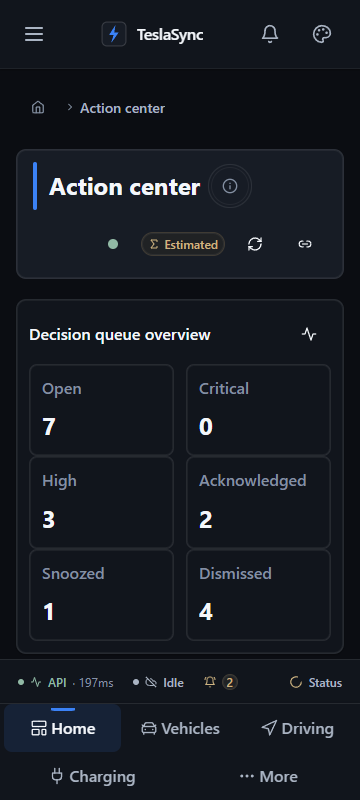 TeslaSync
Action center
Action center
Estimated
Decision queue overview
Open
Critical
7
0
High
Acknowledged
3
2
Snoozed
Dismissed
1
4
API · 197ms
Idle
2
Status
Home
Vehicles
Driving
Charging
More